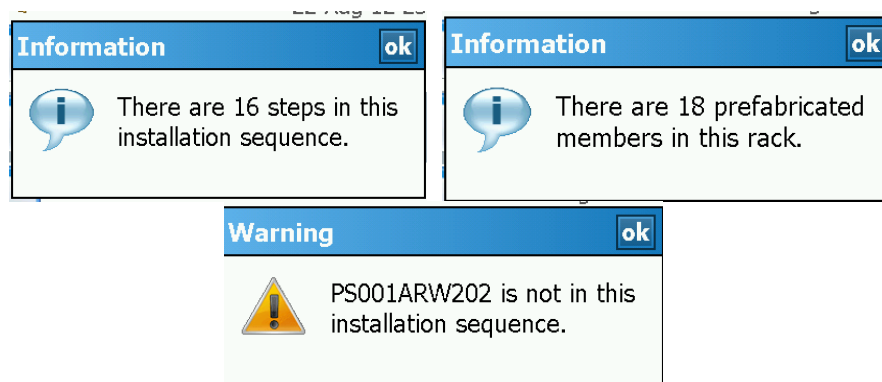 Information
ok
There are 16 steps in this
installation sequence.
Information
ok
There are 18 prefabricated
members in this rack.
Warning
ok
PS001ARW202 is not in this
installation sequence.